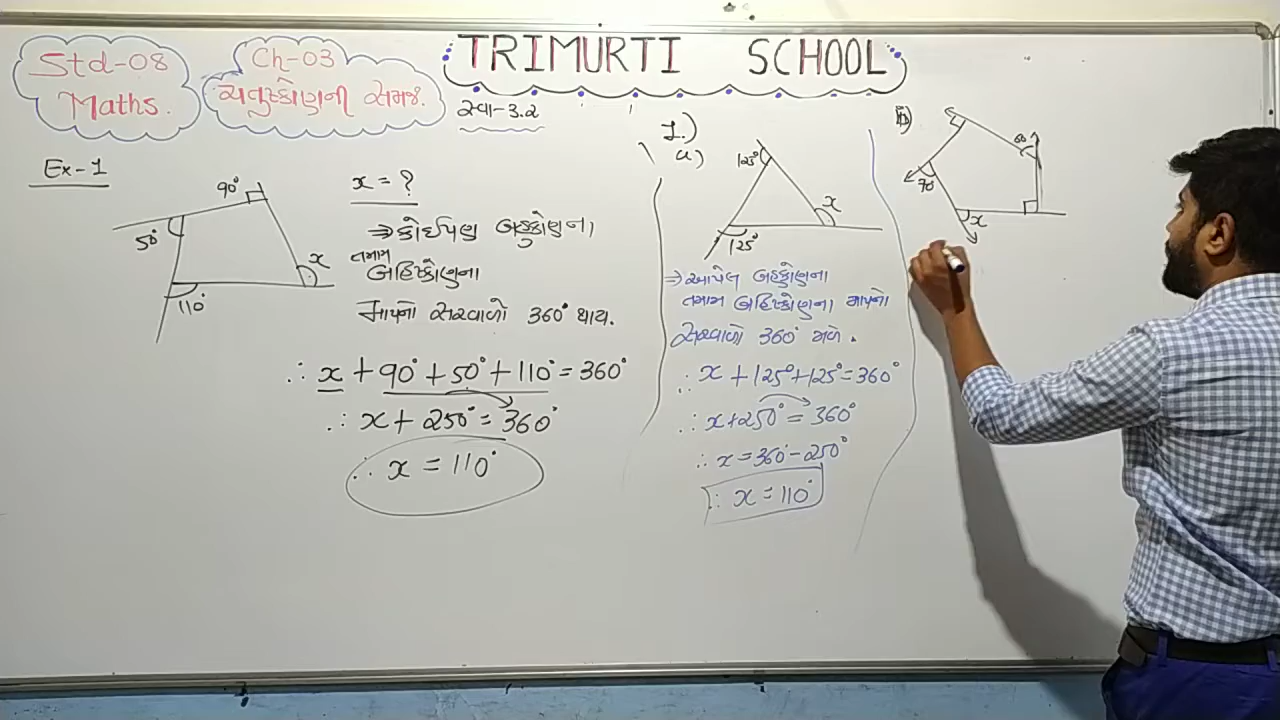 TRIMURTI SCHOOL
Std-08
Maths.
Ch-03
ચતુષ્કોણની સમજ.
સ્વા-3.2
Ex-1
90°
50°
110°
x
x = ?
⇒ કોઈપણ બહુકોણના
તમામ
બહિષ્કોણના
માપનો સરવાળો 360° થાય.
∴ x + 90° + 50° + 110° = 360°
∴ x + 250° = 360°
∴ x = 110°
1.)
a)
125°
x
125°
⇒ આપેલ બહુકોણના
તમામ બહિષ્કોણના માપનો
સરવાળો 360° મળે.
∴ x + 125° + 125° = 360°
∴ x + 250° = 360°
∴ x = 360° - 250°
∴ x = 110°
b)
60°
70°
x